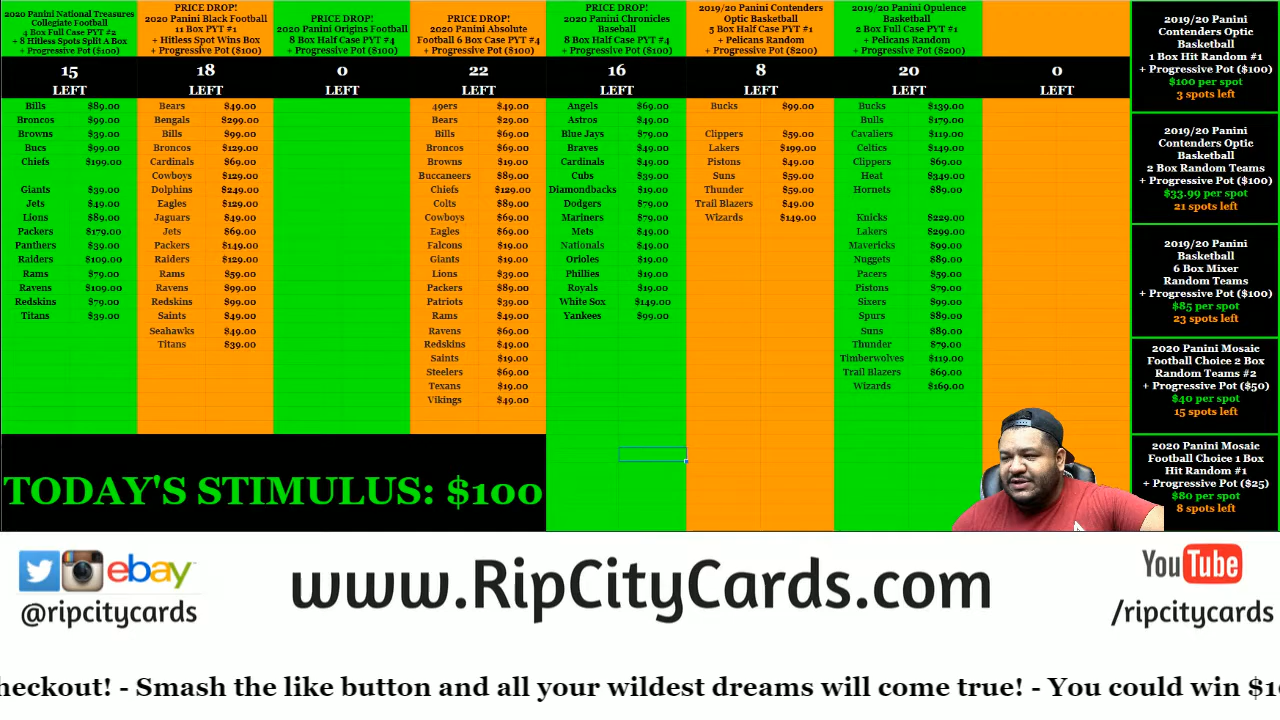 2020 Panini National Treasures
Collegiate Football
4 Box Full Case PYT #2
+ 8 Hitless Spots Split A Box
+ Progressive Pot ($100)
15
LEFT
Bills $89.00
Broncos $99.00
Browns $39.00
Bucs $99.00
Chiefs $199.00
Giants $39.00
Jets $49.00
Lions $89.00
Packers $179.00
Panthers $39.00
Raiders $109.00
Rams $79.00
Ravens $109.00
Redskins $79.00
Titans $39.00
PRICE DROP!
2020 Panini Black Football
11 Box PYT #1
+ Hitless Spot Wins Box
+ Progressive Pot ($100)
18
LEFT
Bears $49.00
Bengals $299.00
Bills $99.00
Broncos $129.00
Cardinals $69.00
Cowboys $129.00
Dolphins $249.00
Eagles $129.00
Jaguars $49.00
Jets $69.00
Packers $149.00
Raiders $129.00
Rams $59.00
Ravens $99.00
Redskins $99.00
Saints $49.00
Seahawks $49.00
Titans $39.00
PRICE DROP!
2020 Panini Origins Football
8 Box Half Case PYT #4
+ Progressive Pot ($100)
0
LEFT
PRICE DROP!
2020 Panini Absolute
Football 6 Box Case PYT #4
+ Progressive Pot ($100)
22
LEFT
49ers $49.00
Bears $29.00
Bills $69.00
Broncos $69.00
Browns $19.00
Buccaneers $89.00
Chiefs $129.00
Colts $89.00
Cowboys $69.00
Eagles $69.00
Falcons $19.00
Giants $19.00
Lions $39.00
Packers $89.00
Patriots $39.00
Rams $49.00
Ravens $69.00
Redskins $49.00
Saints $19.00
Steelers $69.00
Texans $19.00
Vikings $49.00
PRICE DROP!
2020 Panini Chronicles
Baseball
8 Box Half Case PYT #4
+ Progressive Pot ($100)
16
LEFT
Angels $69.00
Astros $49.00
Blue Jays $79.00
Braves $49.00
Cardinals $49.00
Cubs $39.00
Diamondbacks $19.00
Dodgers $79.00
Mariners $79.00
Mets $49.00
Nationals $49.00
Orioles $19.00
Phillies $19.00
Royals $19.00
White Sox $149.00
Yankees $99.00
2019/20 Panini Contenders
Optic Basketball
5 Box Half Case PYT #1
+ Pelicans Random
+ Progressive Pot ($200)
8
LEFT
Bucks $99.00
Clippers $59.00
Lakers $199.00
Pistons $49.00
Suns $59.00
Thunder $59.00
Trail Blazers $49.00
Wizards $149.00
2019/20 Panini Opulence
Basketball
2 Box Full Case PYT #1
+ Pelicans Random
+ Progressive Pot ($200)
20
LEFT
Bucks $139.00
Bulls $179.00
Cavaliers $119.00
Celtics $149.00
Clippers $69.00
Heat $349.00
Hornets $89.00
Knicks $229.00
Lakers $299.00
Mavericks $99.00
Nuggets $89.00
Pacers $59.00
Pistons $79.00
Sixers $99.00
Spurs $89.00
Suns $89.00
Thunder $79.00
Timberwolves $119.00
Trail Blazers $69.00
Wizards $169.00
0
LEFT
2019/20 Panini
Contenders Optic
Basketball
1 Box Hit Random #1
+ Progressive Pot ($100)
$100 per spot
3 spots left
2019/20 Panini
Contenders Optic
Basketball
2 Box Random Teams
+ Progressive Pot ($100)
$33.99 per spot
21 spots left
2019/20 Panini
Basketball
6 Box Mixer
Random Teams
+ Progressive Pot ($100)
$85 per spot
23 spots left
2020 Panini Mosaic
Football Choice 2 Box
Random Teams #2
+ Progressive Pot ($50)
$40 per spot
15 spots left
2020 Panini Mosaic
Football Choice 1 Box
Hit Random #1
+ Progressive Pot ($25)
$80 per spot
8 spots left
TODAY'S STIMULUS: $100
ebay
@ripcitycards
www.RipCityCards.com
YouTube
/ripcitycards
heckout! - Smash the like button and all your wildest dreams will come true! - You could win $1